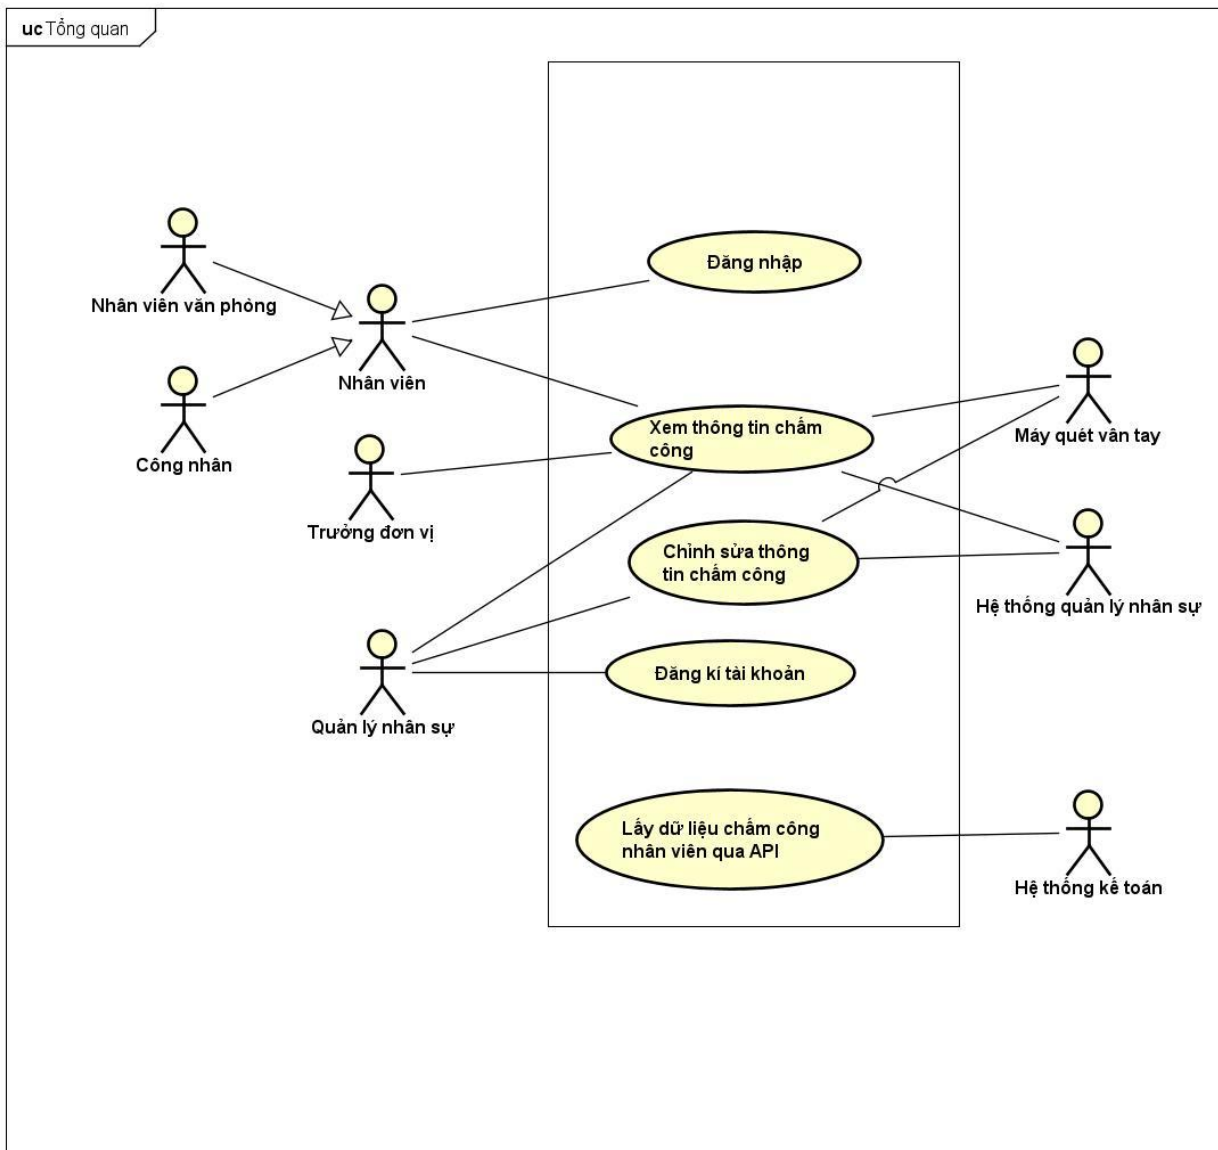 uc Tổng quan
Đăng nhập
Nhân viên văn phòng
Nhân viên
Xem thông tin chấm
công
Máy quét vân tay
Công nhân
Trưởng đơn vị
Chỉnh sửa thông
tin chấm công
Hệ thống quản lý nhân sự
Đăng kí tài khoản
Quản lý nhân sự
Lấy dữ liệu chấm công
nhân viên qua API
Hệ thống kế toán